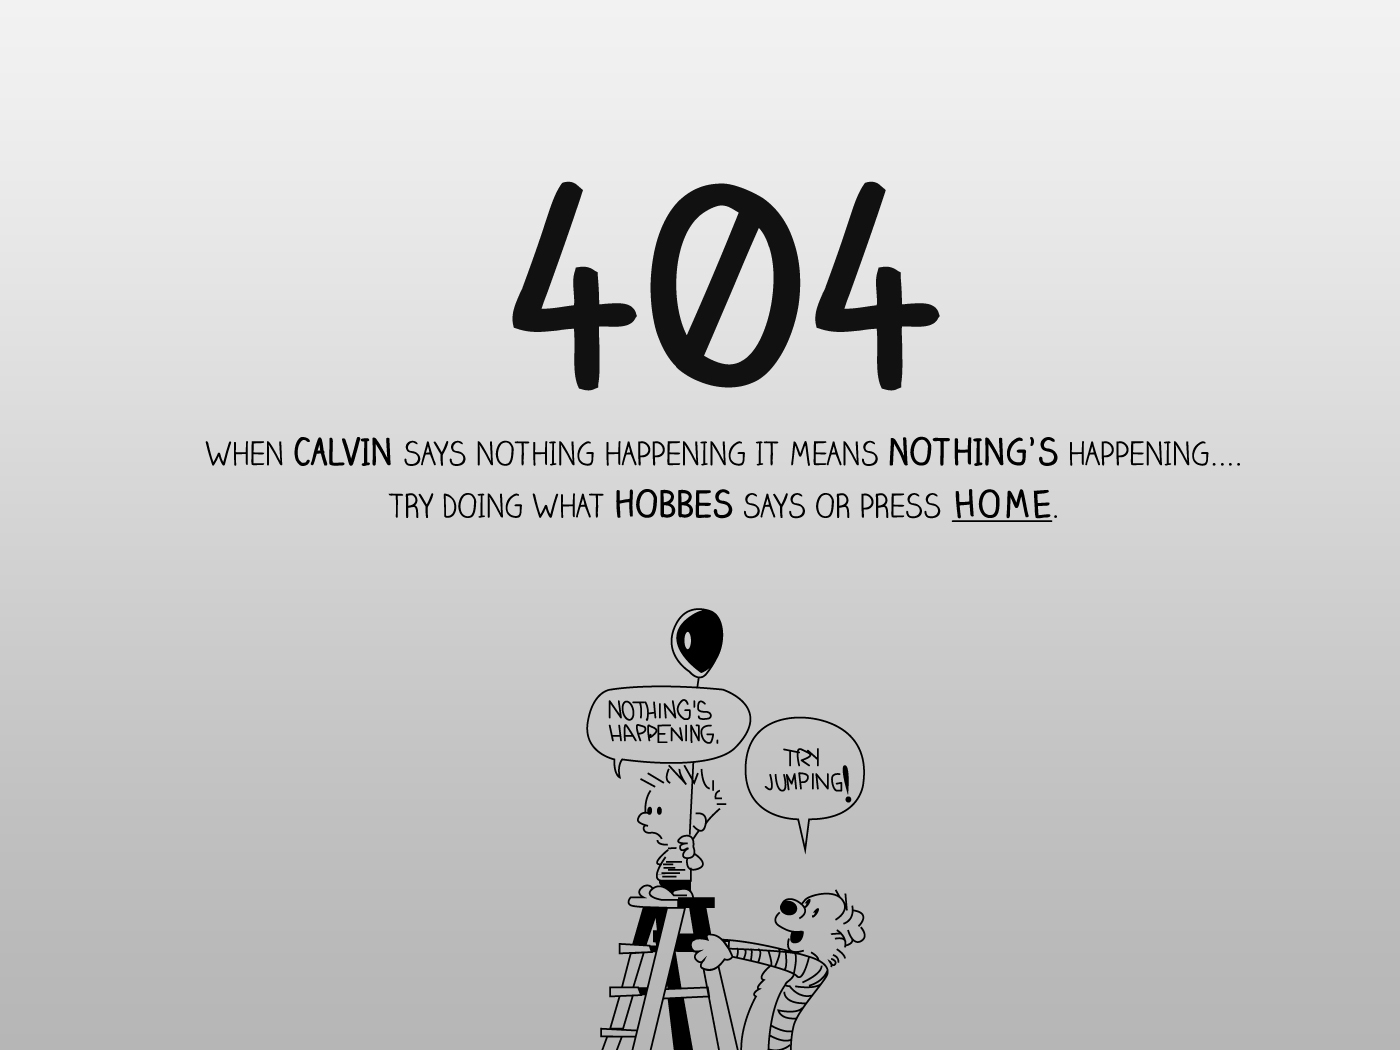 404
WHEN CALVIN SAYS NOTHING HAPPENING IT MEANS NOTHING'S HAPPENING....
TRY DOING WHAT HOBBES SAYS OR PRESS HOME.
NOTHING'S
HAPPENING.
TRY
JUMPING!